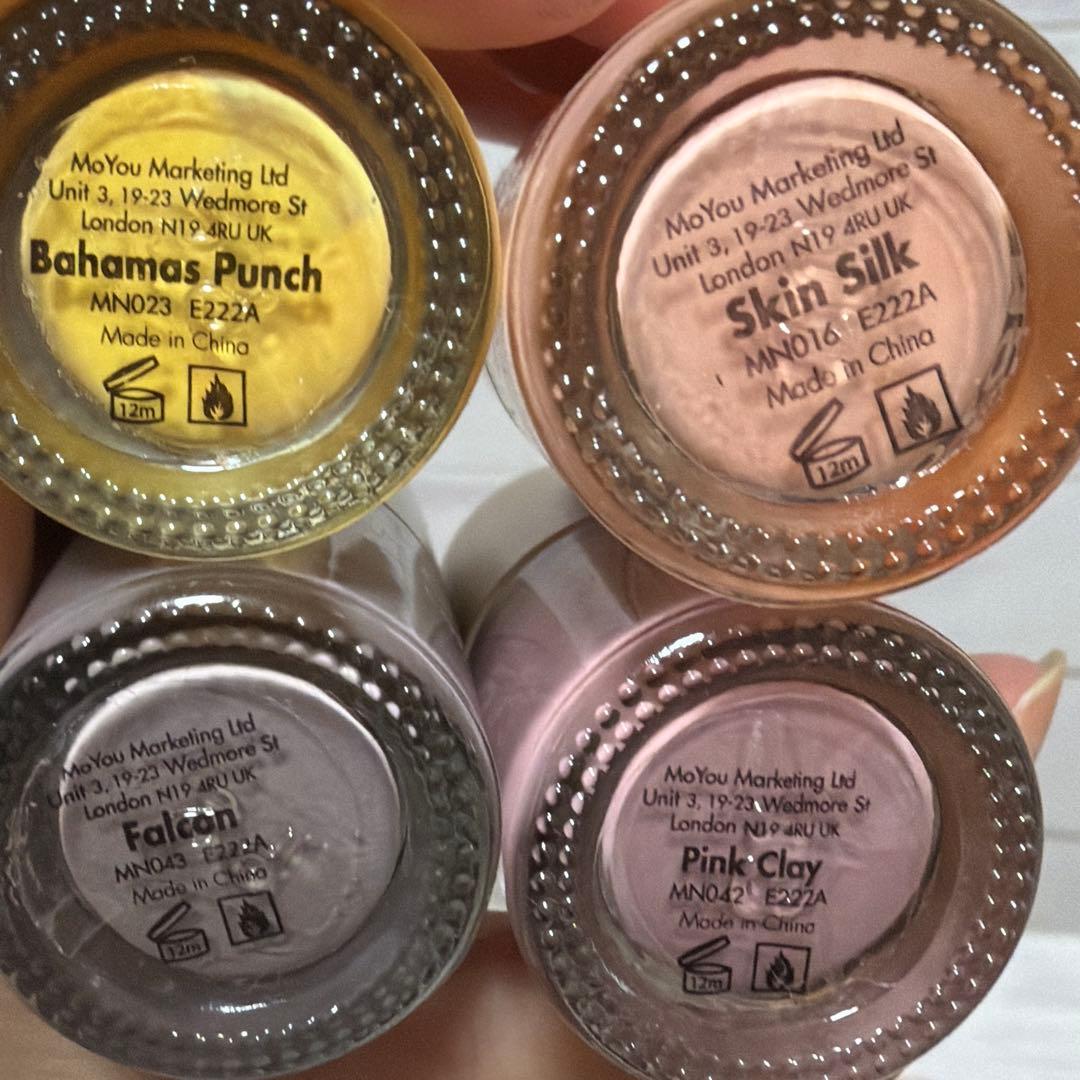 MoYou Marketing Ltd
Unit 3, 19-23 Wedmore St
London N19 4RU UK
Bahamas Punch
MN023 E222A
Made in China
12m
MoYou Marketing Ltd
Unit 3, 19-23 Wedmore St
London N19 4RU UK
Skin Silk
MN016 E222A
Made in China
12m
MoYou Marketing Ltd
Unit 3, 19-23 Wedmore St
London N19 4RU UK
Falcon
MN043 E222A
Made in China
12m
MoYou Marketing Ltd
Unit 3, 19-23 Wedmore St
London N19 4RU UK
Pink Clay
MN042 E222A
Made in China
12m